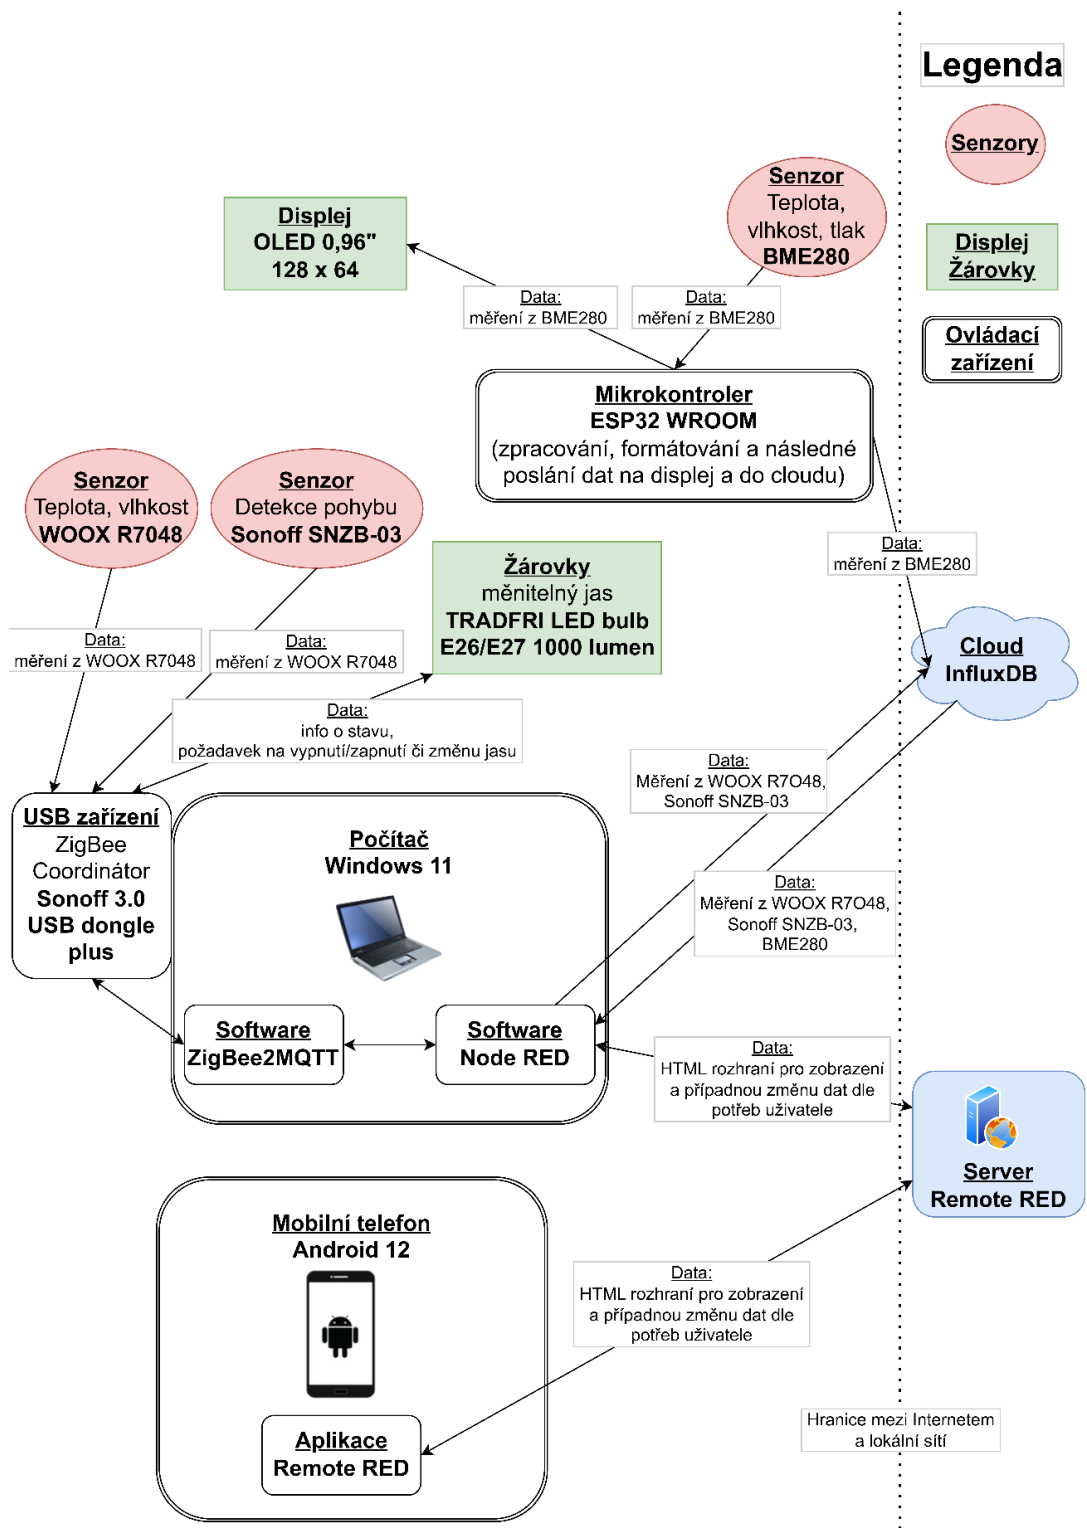 Legenda
Senzory
Displej
Žárovky
Ovládací
zařízení
Senzor
Teplota,
vlhkost, tlak
BME280
Displej
OLED 0,96"
128 x 64
Data:
měření z BME280
Data:
měření z BME280
Mikrokontroler
ESP32 WROOM
(zpracování, formátování a následné
poslání dat na displej a do cloudu)
Senzor
Teplota, vlhkost
WOOX R7048
Senzor
Detekce pohybu
Sonoff SNZB-03
Žárovky
měnitelný jas
TRADFRI LED bulb
E26/E27 1000 lumen
Data:
měření z BME280
Data:
měření z WOOX R7048
Data:
měření z WOOX R7048
Cloud
InfluxDB
Data:
info o stavu,
požadavek na vypnutí/zapnutí či změnu jasu
Data:
Měření z WOOX R7O48,
Sonoff SNZB-03
USB zařízení
ZigBee
Coordinátor
Sonoff 3.0
USB dongle
plus
Počítač
Windows 11
Data:
Měření z WOOX R7O48,
Sonoff SNZB-03,
BME280
Software
ZigBee2MQTT
Software
Node RED
Data:
HTML rozhraní pro zobrazení
a případnou změnu dat dle
potřeb uživatele
Server
Remote RED
Mobilní telefon
Android 12
Data:
HTML rozhraní pro zobrazení
a případnou změnu dat dle
potřeb uživatele
Aplikace
Remote RED
Hranice mezi Internetem
a lokální sítí